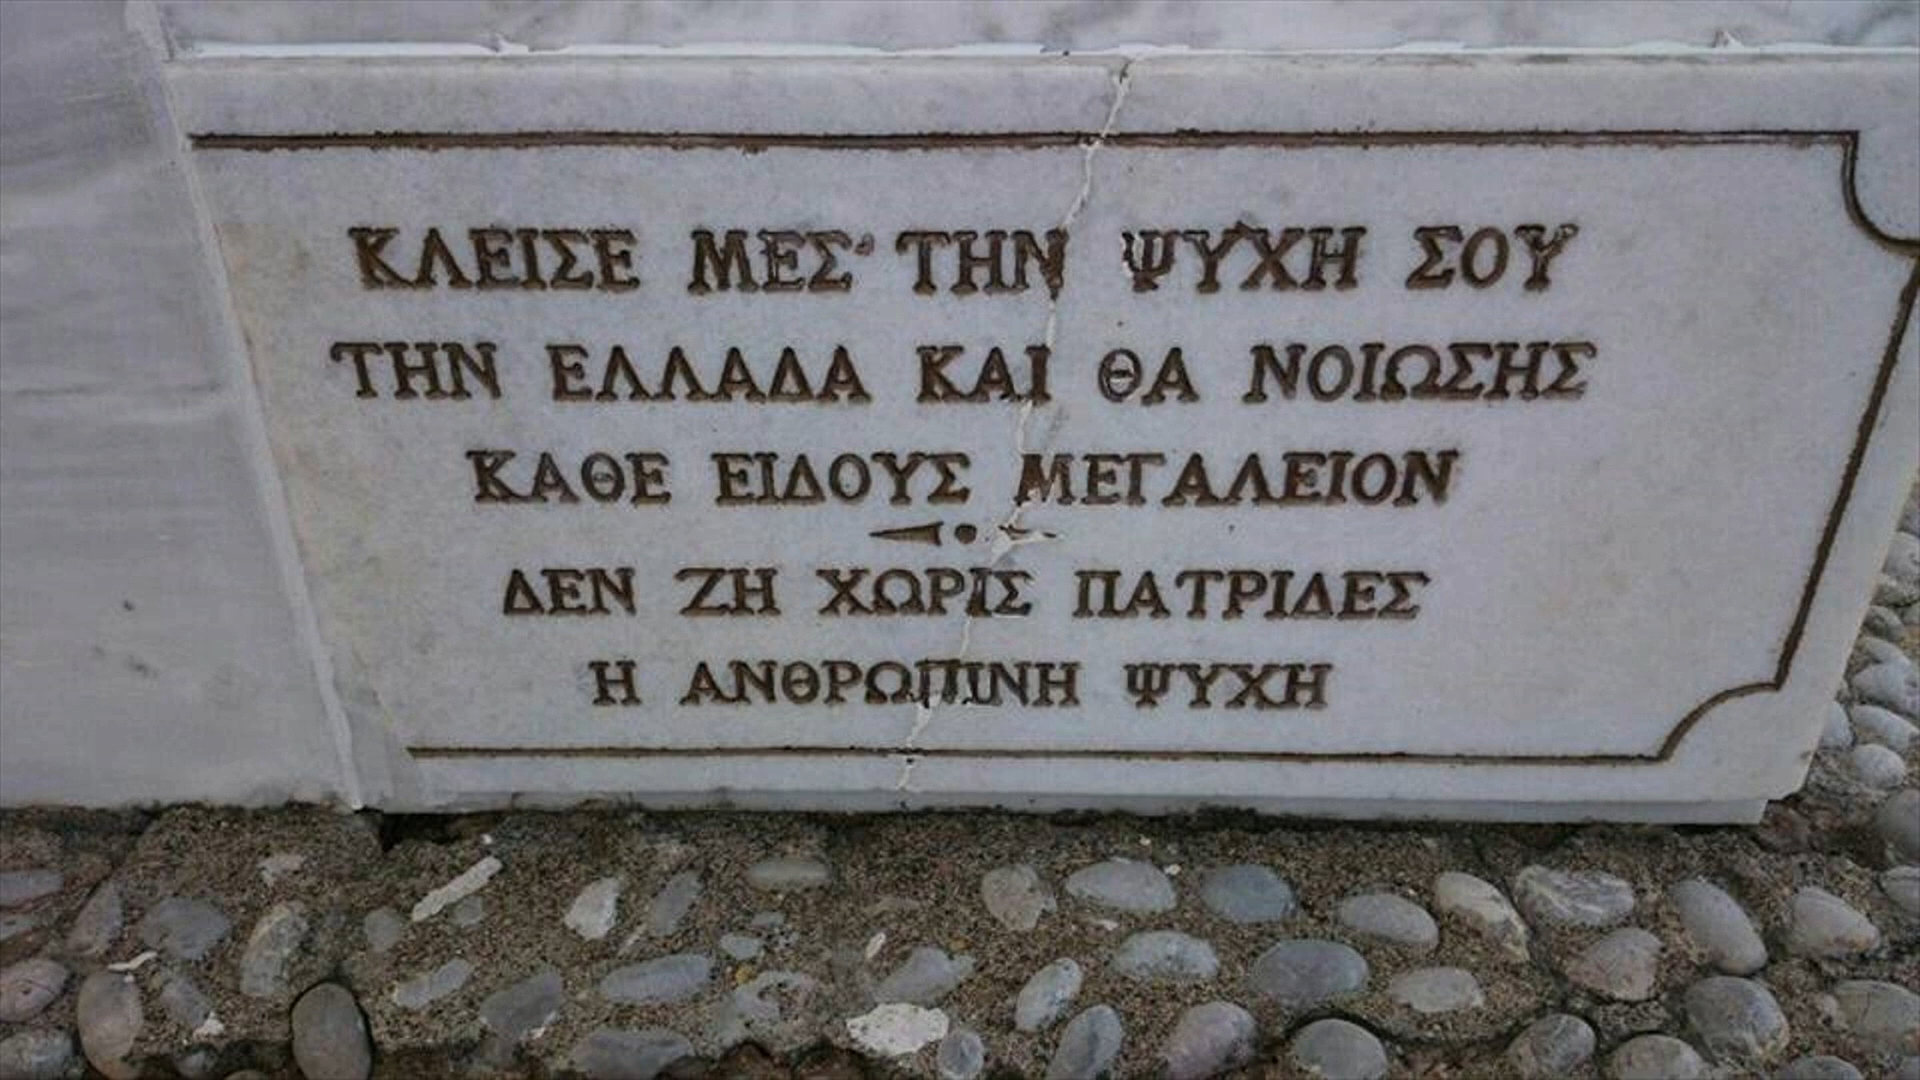 ΚΛΕΙΣΕ ΜΕΣ' ΤΗΝ ΨΥΧΗ ΣΟΥ
ΤΗΝ ΕΛΛΑΔΑ ΚΑΙ ΘΑ ΝΟΙΩΣΗΣ
ΚΑΘΕ ΕΙΔΟΥΣ ΜΕΓΑΛΕΙΟΝ
ΔΕΝ ΖΗ ΧΩΡΙΣ ΠΑΤΡΙΔΕΣ
Η ΑΝΘΡΩΠΙΝΗ ΨΥΧΗ